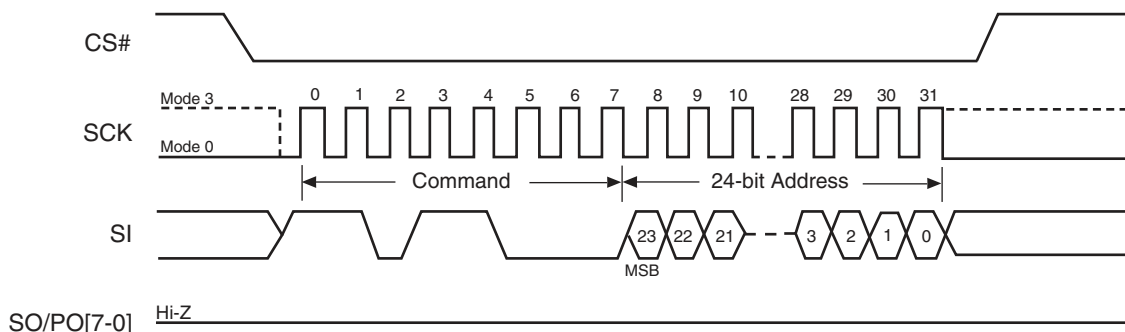 CS#
Mode 3
0 1 2 3 4 5 6 7 8 9 10 28 29 30 31
SCK
Mode 0
Command 24-bit Address
SI
23 22 21 3 2 1 0
MSB
Hi-Z
SO/PO[7-0]